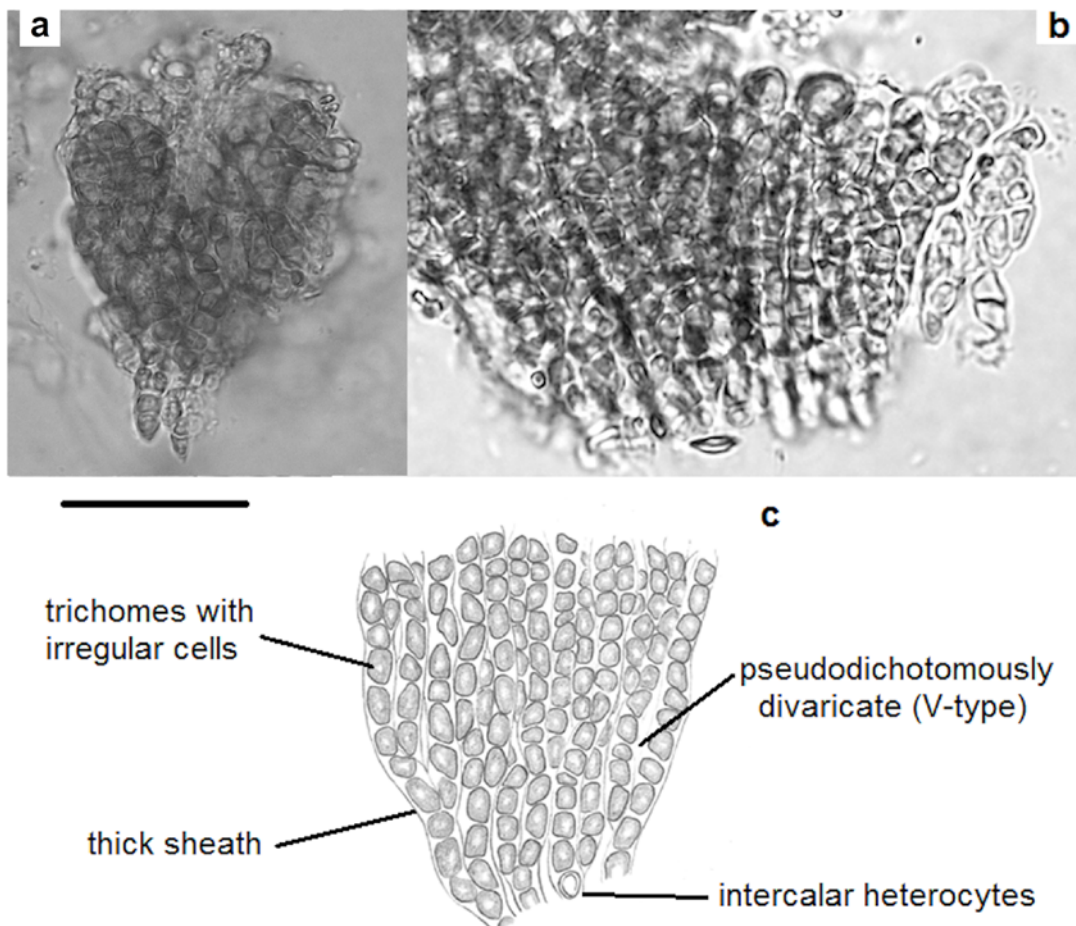 a
b
c
trichomes with
irregular cells
pseudodichotomously
divaricate (V-type)
thick sheath
intercalar heterocytes